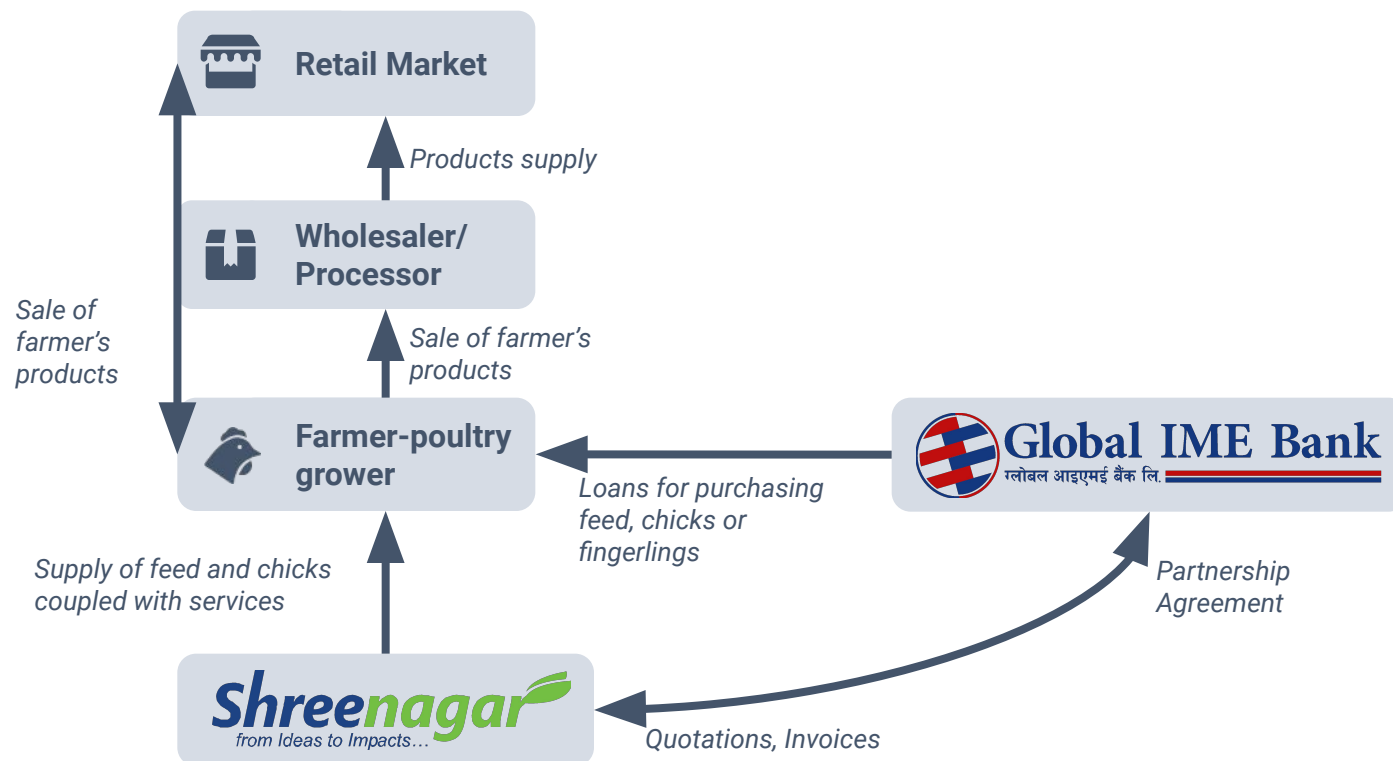 Retail Market
Products supply
Wholesaler/
Processor
Sale of
farmer’s
products
Sale of farmer’s
products
Farmer-poultry
grower
Global IME Bank
ग्लोबल आइएमई बैंक लि.
Loans for purchasing
feed, chicks or
fingerlings
Supply of feed and chicks
coupled with services
Partnership
Agreement
Shreenagar
from Ideas to Impacts...
Quotations, Invoices